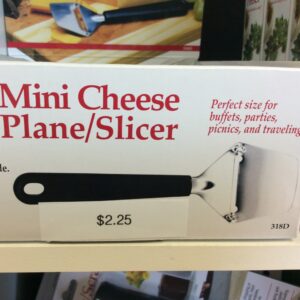 Mini Cheese
Plane/Slicer
Perfect size for
buffets, parties,
picnics, and traveling
le.
$2.25
318D